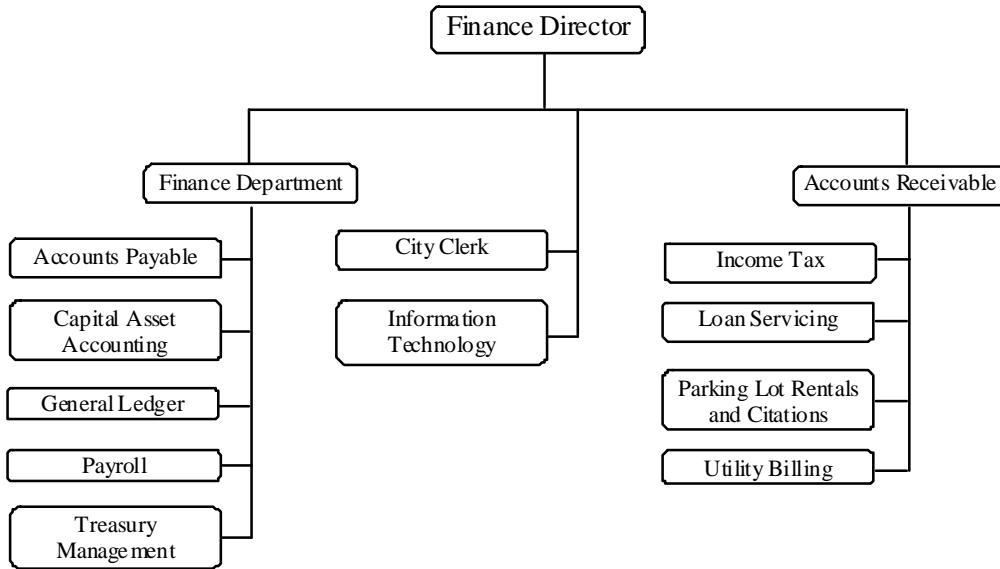 Finance Director
Finance Department
Accounts Payable
Capital Asset
Accounting
General Ledger
Payroll
Treasury
Management
City Clerk
Information
Technology
Accounts Receivable
Income Tax
Loan Servicing
Parking Lot Rentals
and Citations
Utility Billing